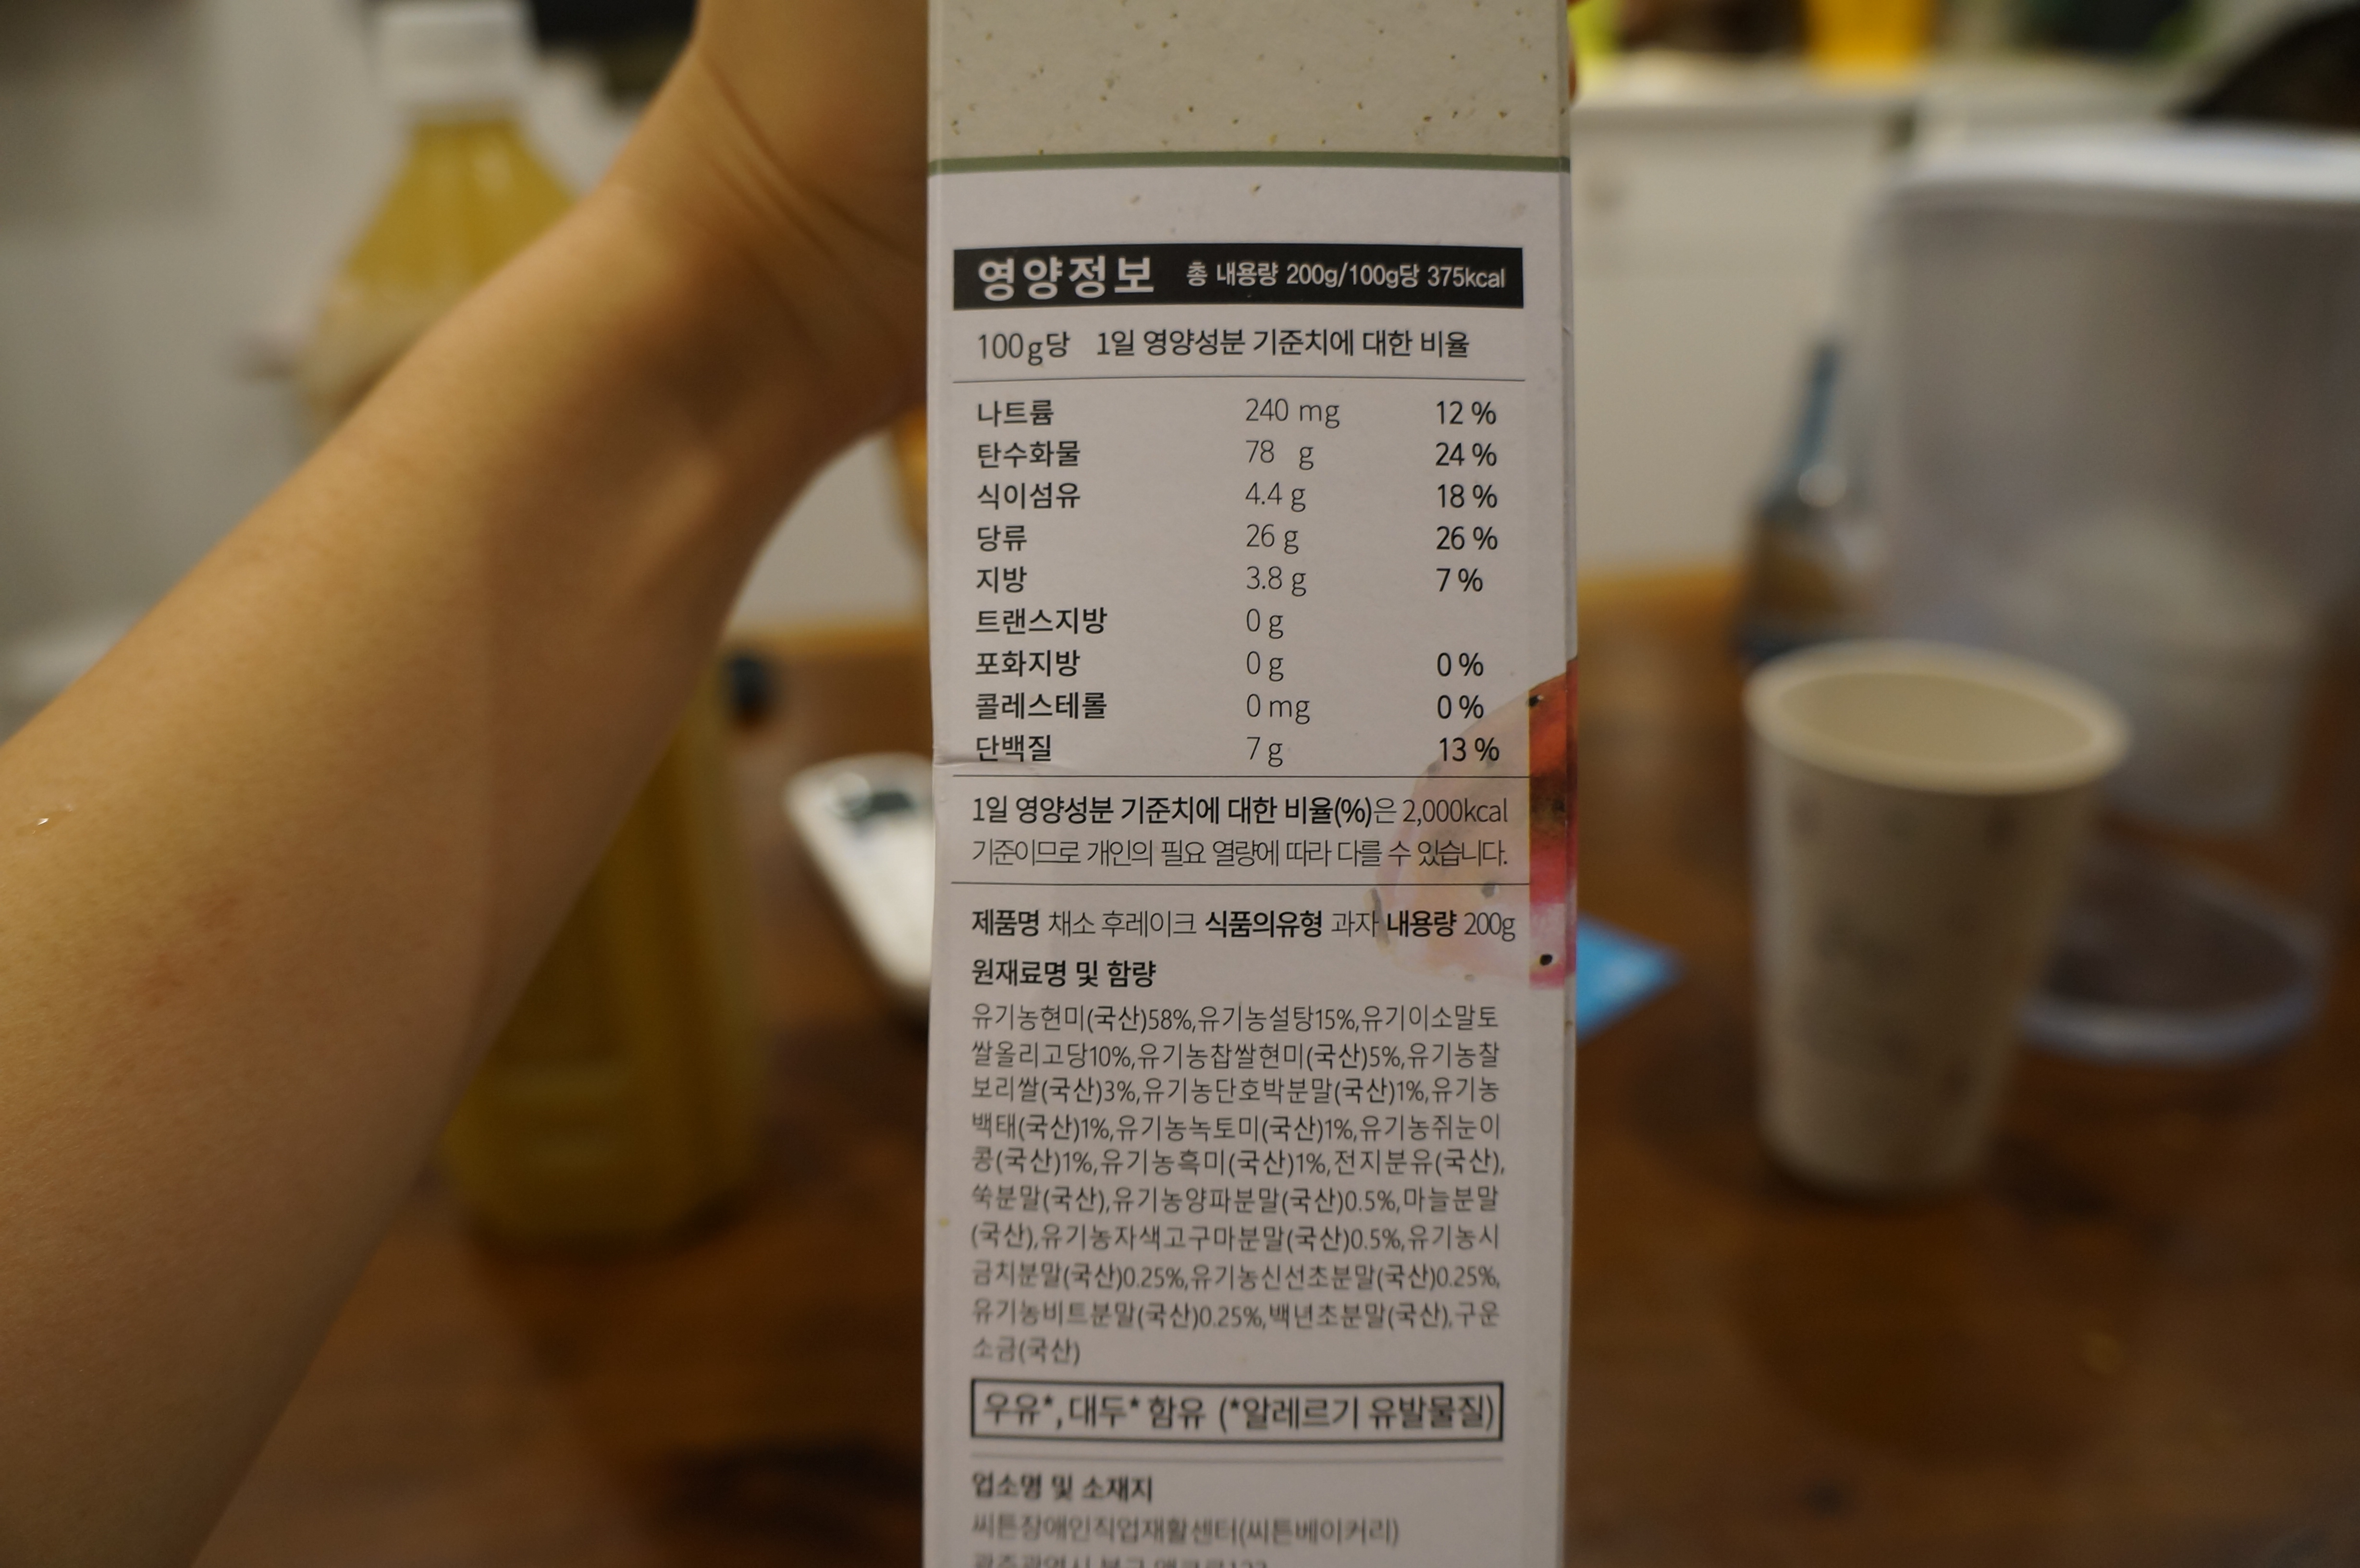 영양정보 총 내용량 200g/100g당 375kcal
100g당 1일 영양성분 기준치에 대한 비율
나트륨 240 mg 12 %
탄수화물 78 g 24 %
식이섬유 4.4 g 18 %
당류 26 g 26 %
지방 3.8 g 7 %
트랜스지방 0 g
포화지방 0 g 0 %
콜레스테롤 0 mg 0 %
단백질 7 g 13 %
1일 영양성분 기준치에 대한 비율(%)은 2,000kcal
기준이므로 개인의 필요 열량에 따라 다를 수 있습니다.
제품명 채소 후레이크 식품의유형 과자 내용량 200g
원재료명 및 함량
유기농현미(국산)58%,유기농설탕15%,유기이소말토
쌀올리고당10%,유기농찹쌀현미(국산)5%,유기농찰
보리쌀(국산)3%,유기농단호박분말(국산)1%,유기농
백태(국산)1%,유기농녹토미(국산)1%,유기농쥐눈이
콩(국산)1%,유기농흑미(국산)1%,전지분유(국산),
쑥분말(국산),유기농양파분말(국산)0.5%,마늘분말
(국산),유기농자색고구마분말(국산)0.5%,유기농시
금치분말(국산)0.25%,유기농신선초분말(국산)0.25%,
유기농비트분말(국산)0.25%,백년초분말(국산),구운
소금(국산)
우유*, 대두* 함유 (*알레르기 유발물질)
업소명 및 소재지
씨튼장애인직업재활센터(씨튼베이커리)
광주광역시 북구